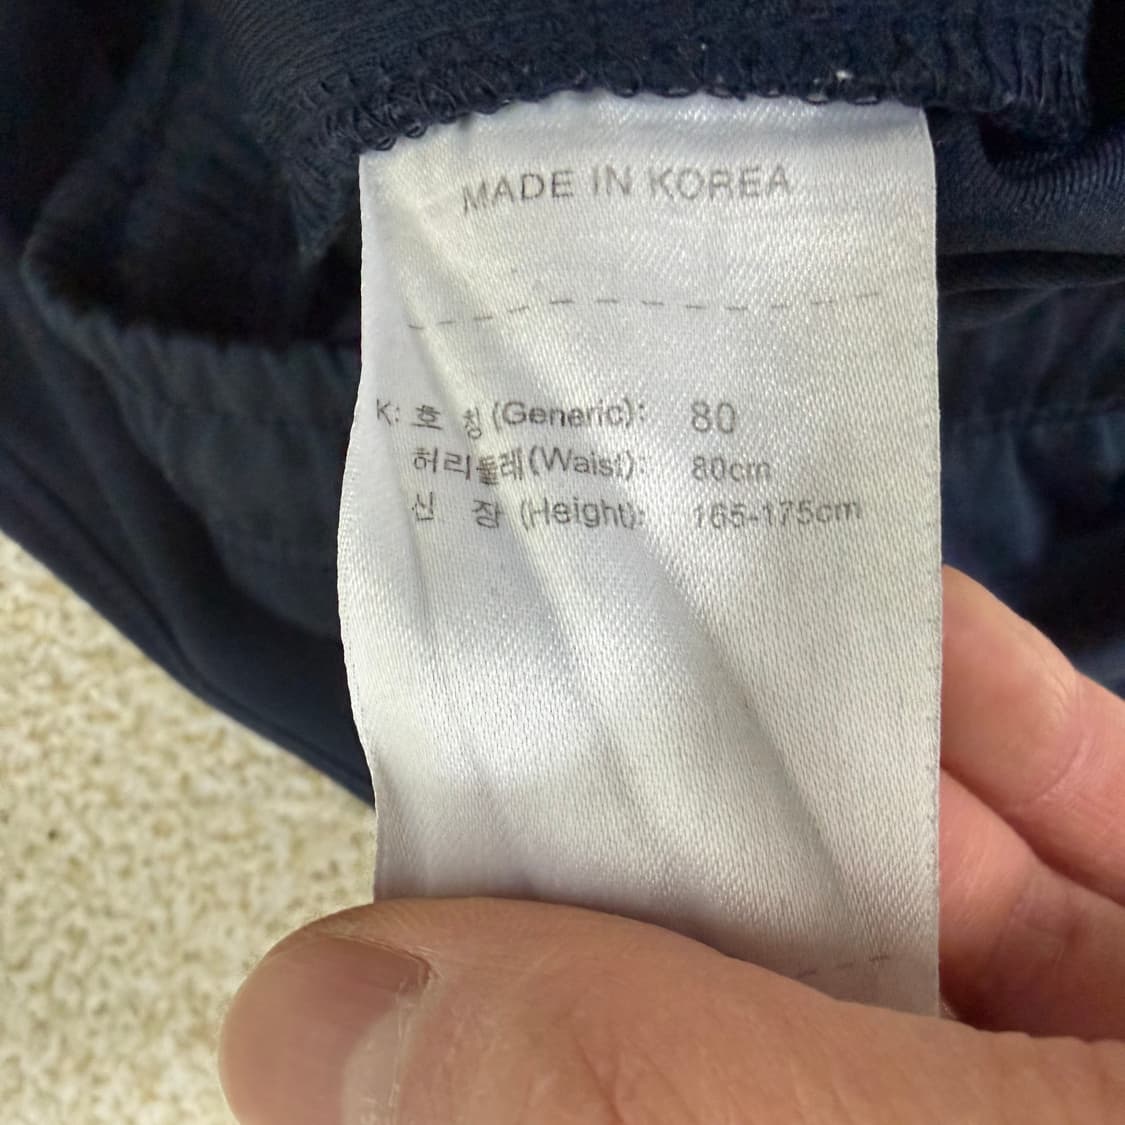 MADE IN KOREA
K: 호 칭 (Generic): 80
허리둘레(Waist): 80cm
신 장 (Height): 165-175cm